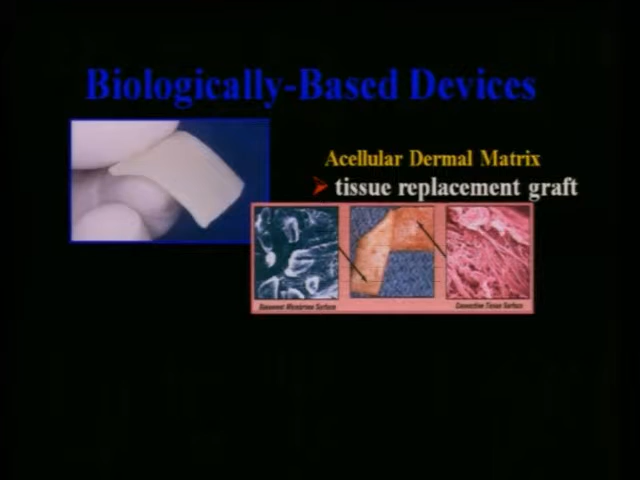 Biologically-Based Devices
Acellular Dermal Matrix
➢ tissue replacement graft
Basement Membrane Surface
Connective Tissue Surface